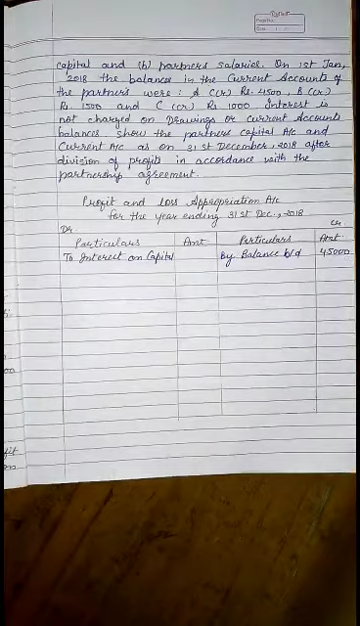 capital and (b) partners salaries. On 1st Jan,
2018 the balance in the Current Accounts of
the partners were: A (Cr) Rs. 4500, B (Cr)
Rs 1500 and C (Cr) Rs 1000 Interest is
not charged on Drawings or Current Accounts
balances show the partners capital A/c and
Current A/c as on 31st December, 2018 after
division of profits in accordance with the
partnership agreement.
Profit and loss Appropriation A/c
for the year ending 31st Dec., 2018
Dr. Cr
Particulars Amt Particulars Amt.
To Interest on Capital By Balance b/d 45000